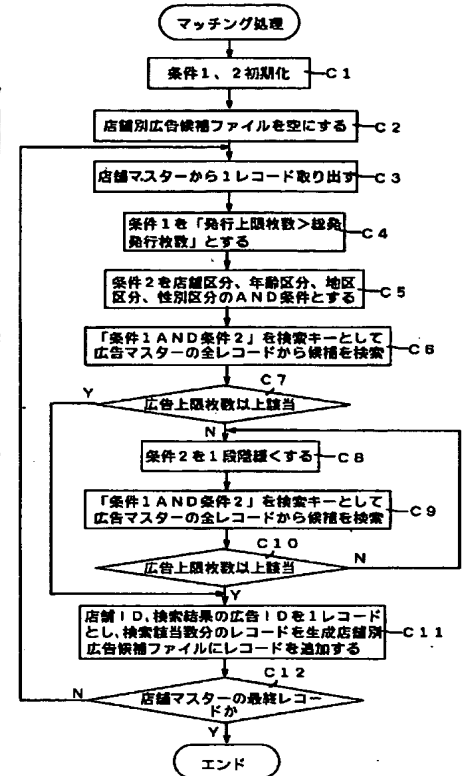 マッチング処理
条件1、2初期化
C1
店舗別広告候補ファイルを空にする
C2
店舗マスターから1レコード取り出す
C3
条件1を「発行上限枚数>総発
発行枚数」とする
C4
条件2を店舗区分、年齢区分、地区
区分、性別区分のAND条件とする
C5
「条件1AND条件2」を検索キーとして
広告マスターの全レコードから候補を検索
C6
C7
Y
広告上限枚数以上該当
N
条件2を1段階緩くする
C8
「条件1AND条件2」を検索キーとして
広告マスターの全レコードから候補を検索
C9
C10
広告上限枚数以上該当
N
Y
店舗ID、検索結果の広告IDを1レコード
とし、検索該当数分のレコードを生成店舗別
広告候補ファイルにレコードを追加する
C11
C12
N
店舗マスターの最終レコー
ドか
Y
エンド